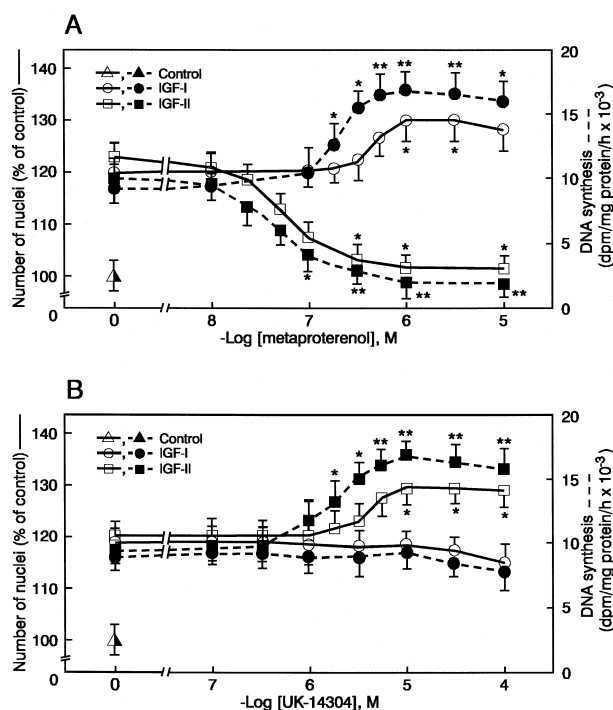 A
Number of nuclei (% of control)
140
130
120
110
100
0
Control
IGF-I
IGF-II
* * ** ** ** *
* *
* * *
* ** ** **
20
15
10
5
0
DNA synthesis
(dpm/mg protein/h x 10-3)
0 8 7 6 5
-Log [metaproterenol], M
B
Number of nuclei (% of control)
140
130
120
110
100
0
Control
IGF-I
IGF-II
* * ** ** ** **
* * *
20
15
10
5
0
DNA synthesis
(dpm/mg protein/h x 10-3)
0 7 6 5 4
-Log [UK-14304], M